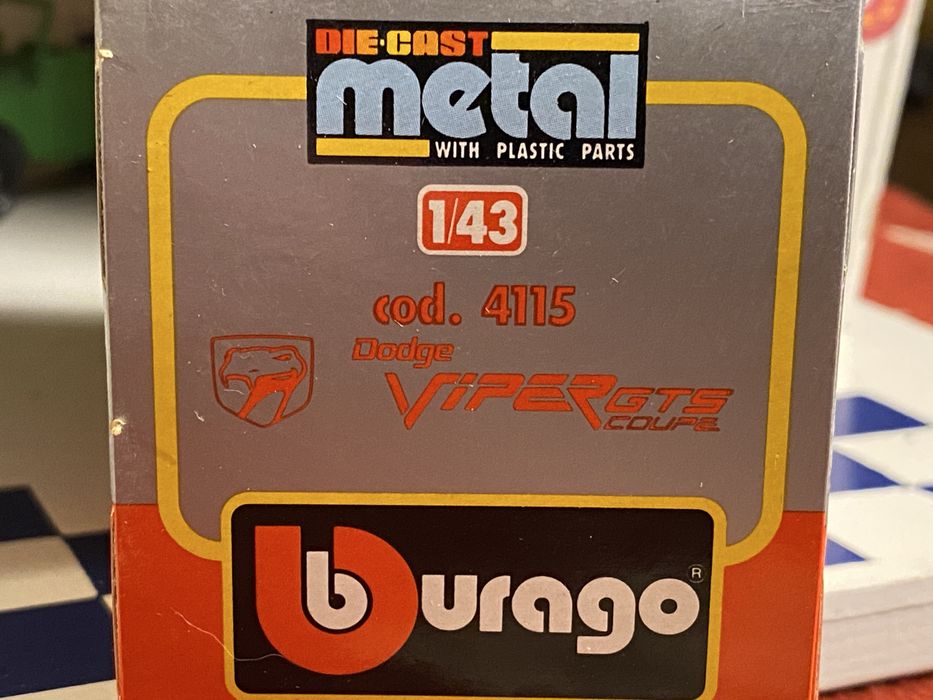 DIE·CAST
metal
WITH PLASTIC PARTS
1/43
cod. 4115
Dodge
VIPER GTS
COUPE
burago ®